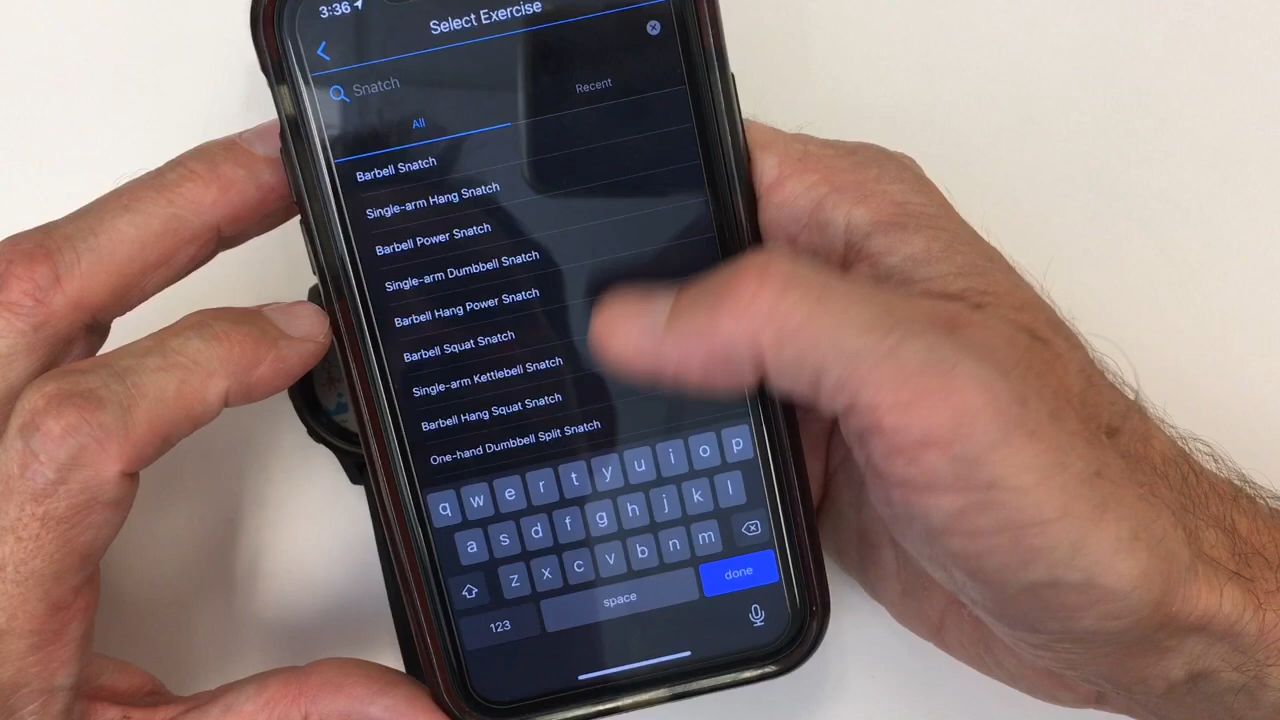 3:36
Select Exercise
Snatch
All
Recent
Barbell Snatch
Single-arm Hang Snatch
Barbell Power Snatch
Single-arm Dumbbell Snatch
Barbell Hang Power Snatch
Barbell Squat Snatch
Single-arm Kettlebell Snatch
Barbell Hang Squat Snatch
One-hand Dumbbell Split Snatch
q w e r t y u i o p
a s d f g h j k l
z x c v b n m
123 space done